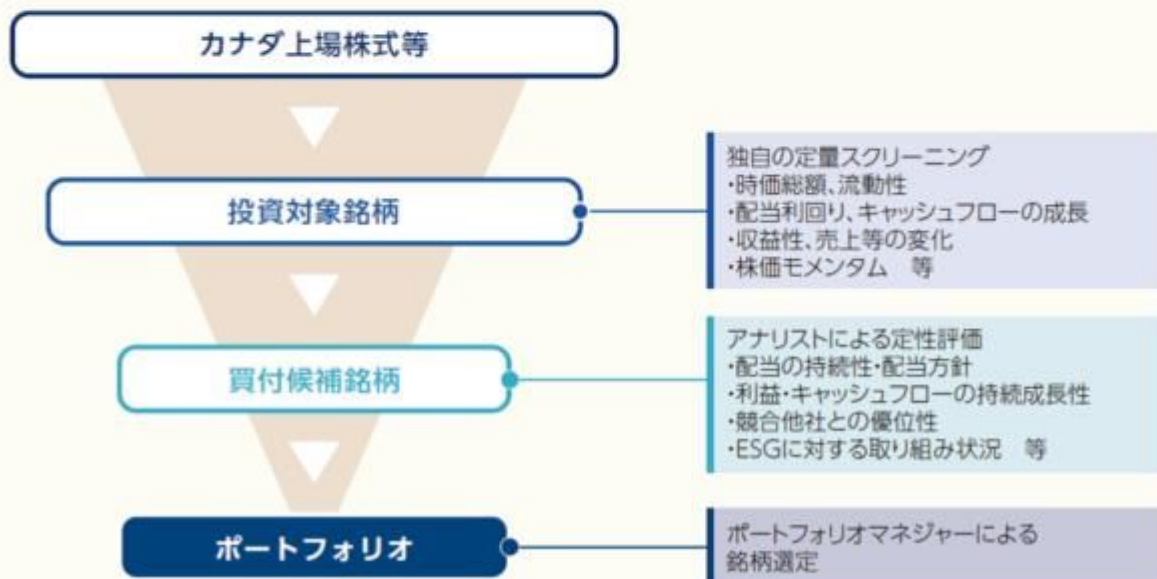 カナダ上場株式等
投資対象銘柄
独自の定量スクリーニング
・時価総額、流動性
・配当利回り、キャッシュフローの成長
・収益性、売上等の変化
・株価モメンタム　等
買付候補銘柄
アナリストによる定性評価
・配当の持続性・配当方針
・利益・キャッシュフローの持続成長性
・競合他社との優位性
・ESGに対する取り組み状況　等
ポートフォリオ
ポートフォリオマネジャーによる
銘柄選定